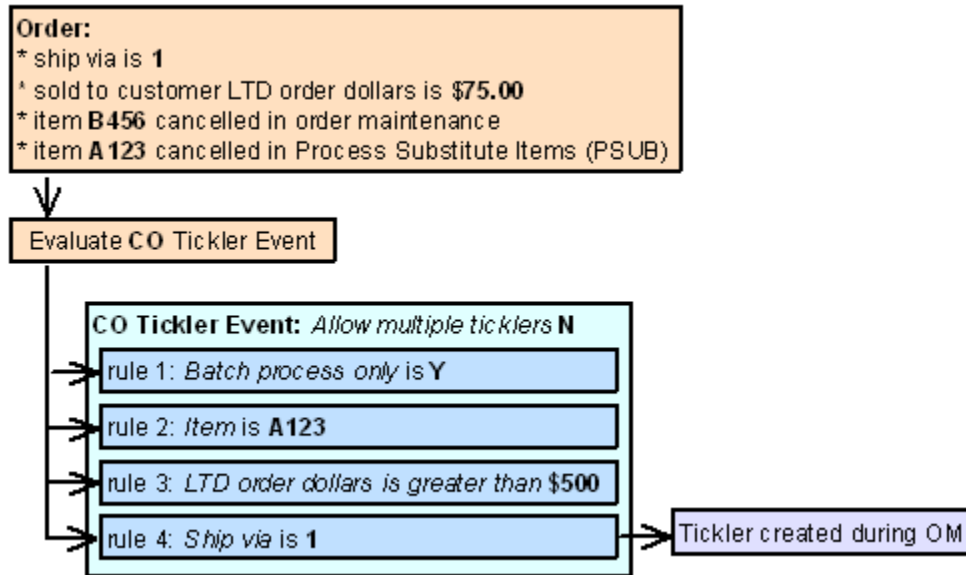 Order:
* ship via is 1
* sold to customer LTD order dollars is $75.00
* item B456 cancelled in order maintenance
* item A123 cancelled in Process Substitute Items (PSUB)
Evaluate CO Tickler Event
CO Tickler Event: Allow multiple ticklers N
rule 1: Batch process only is Y
rule 2: Item is A123
rule 3: LTD order dollars is greater than $500
rule 4: Ship via is 1
Tickler created during OM